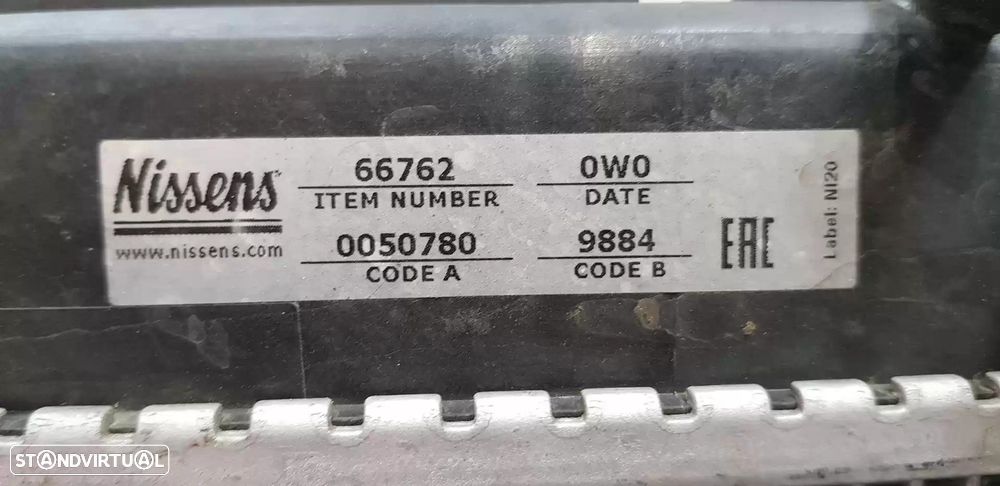 Nissens
www.nissens.com
66762
ITEM NUMBER
0050780
CODE A
0W0
DATE
9884
CODE B
EAC
Label: NI20
STANDVIRTUAL